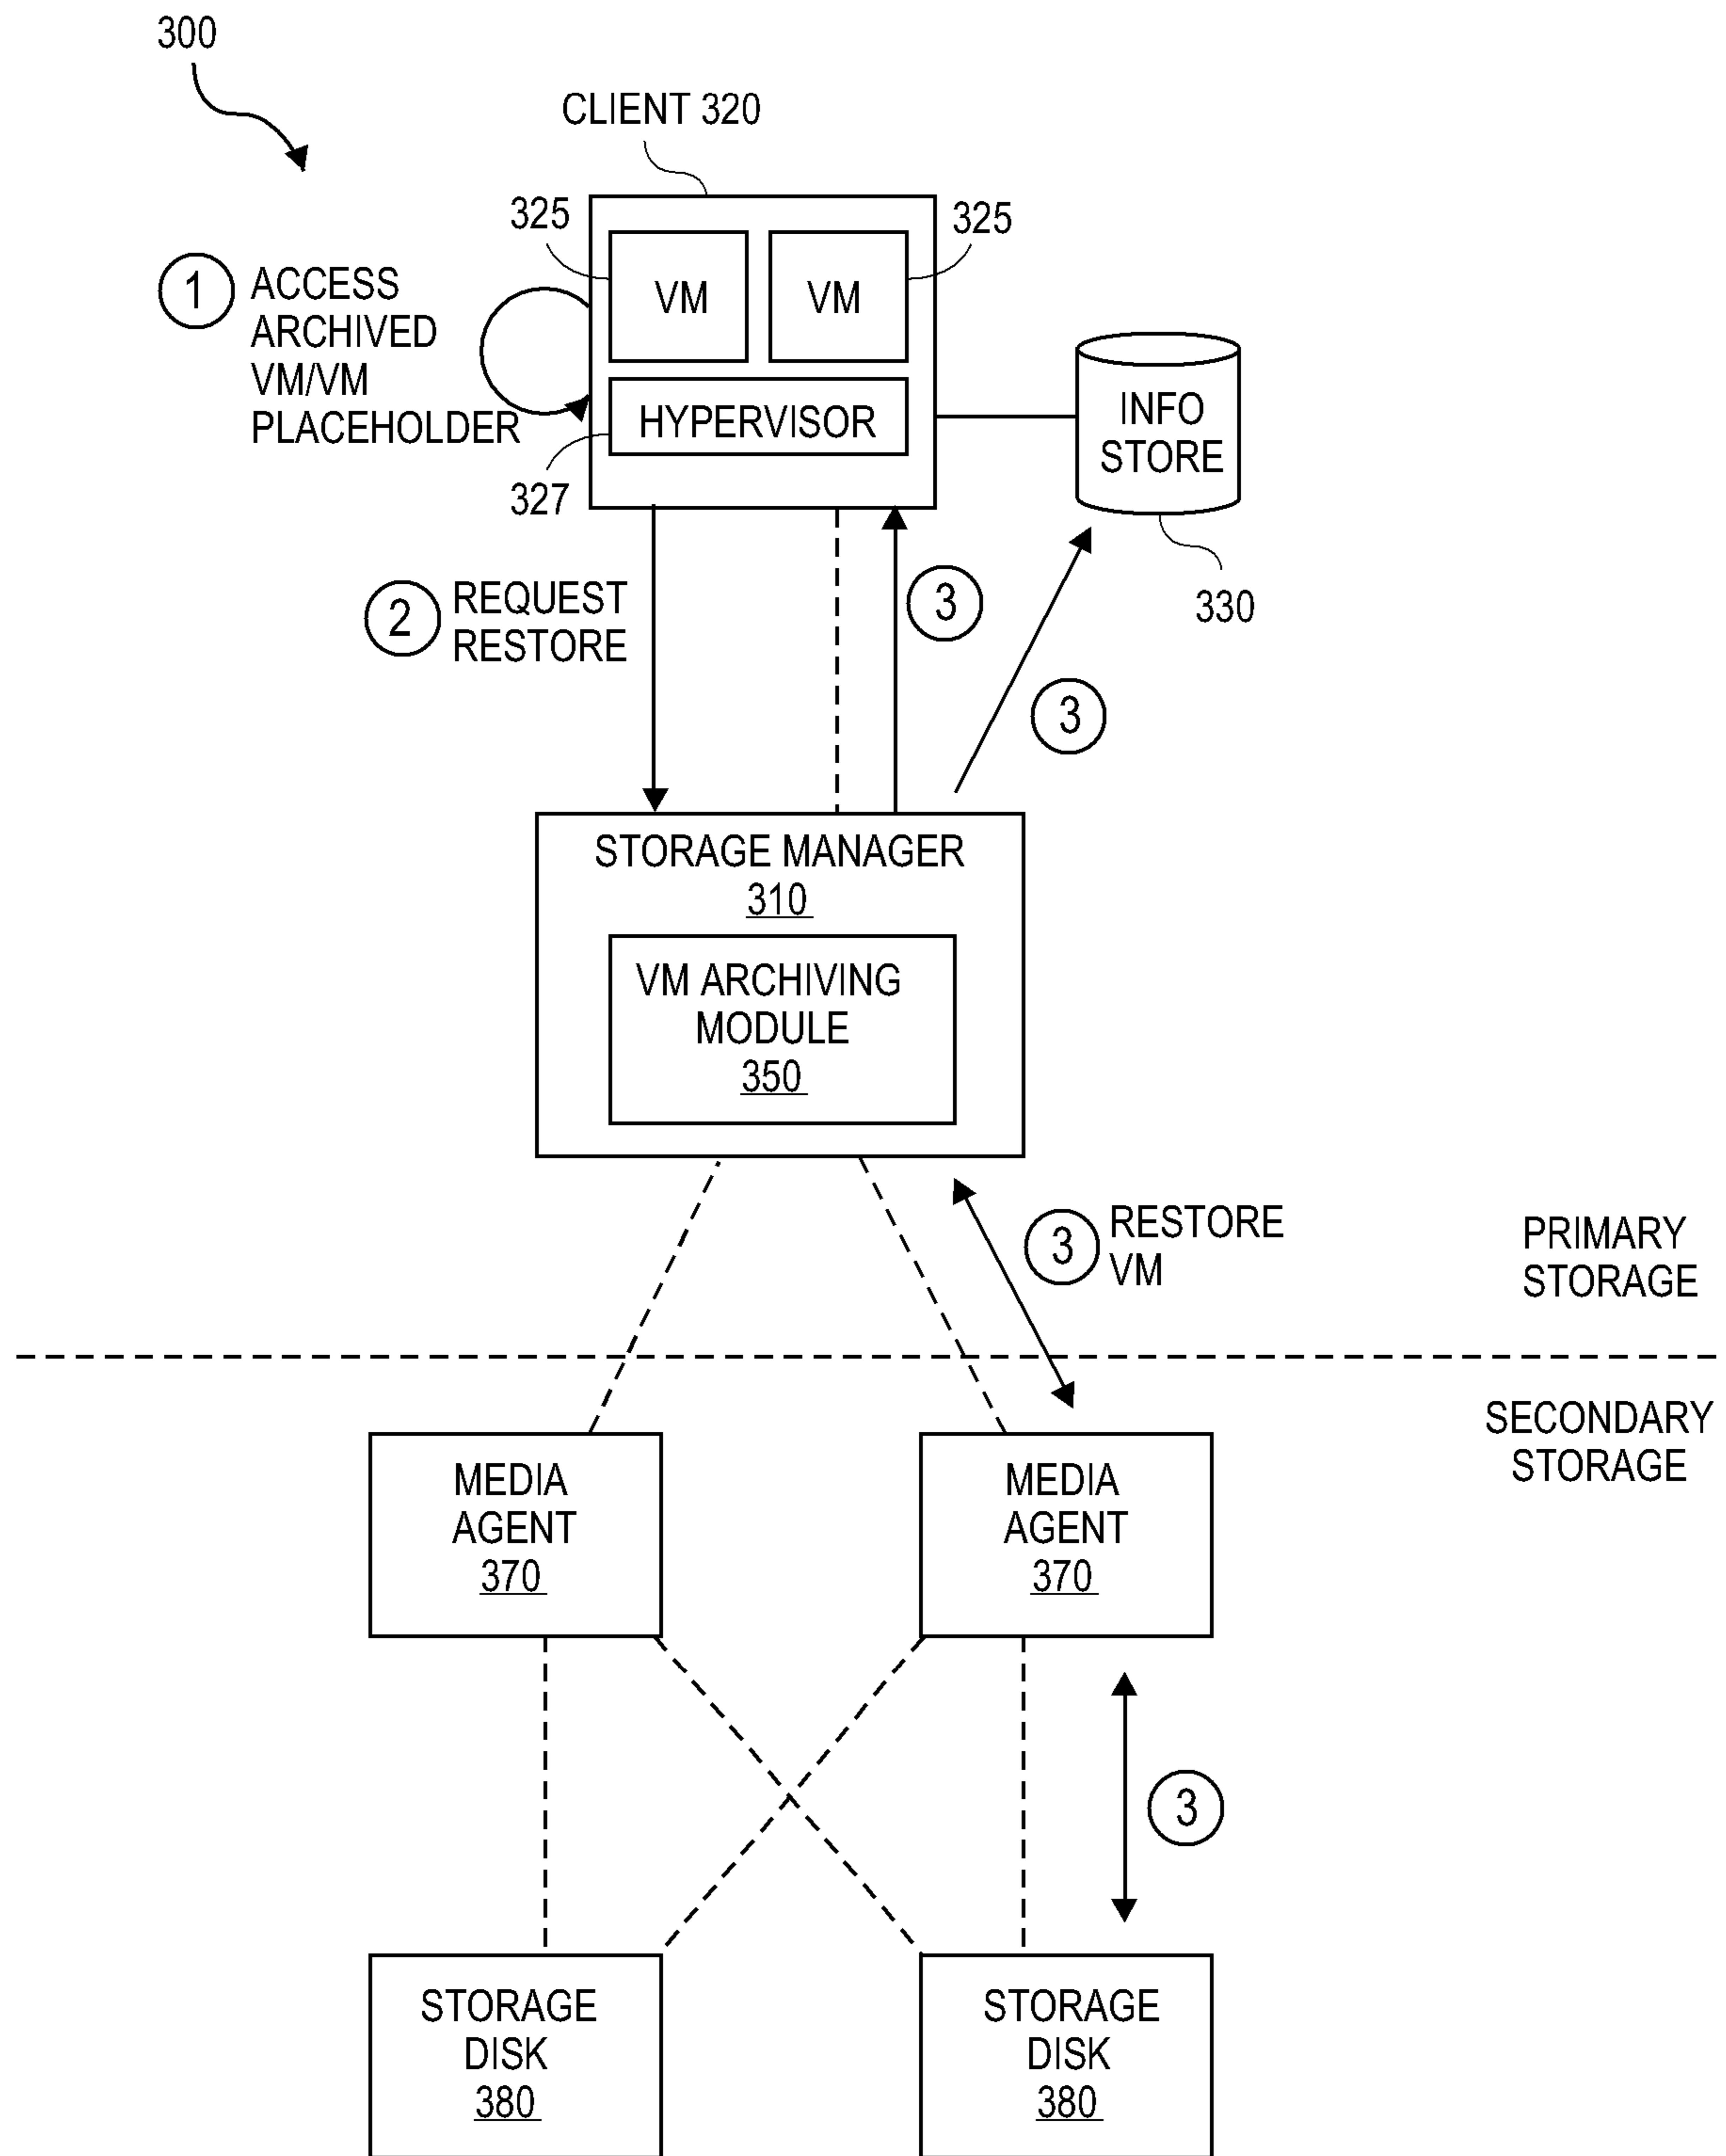 300
CLIENT 320
325
325
1
ACCESS
ARCHIVED
VM/VM
PLACEHOLDER
VM
VM
HYPERVISOR
327
INFO
STORE
330
2
REQUEST
RESTORE
3
3
STORAGE MANAGER
310
VM ARCHIVING
MODULE
350
3
RESTORE
VM
PRIMARY
STORAGE
SECONDARY
STORAGE
MEDIA
AGENT
370
MEDIA
AGENT
370
3
STORAGE
DISK
380
STORAGE
DISK
380